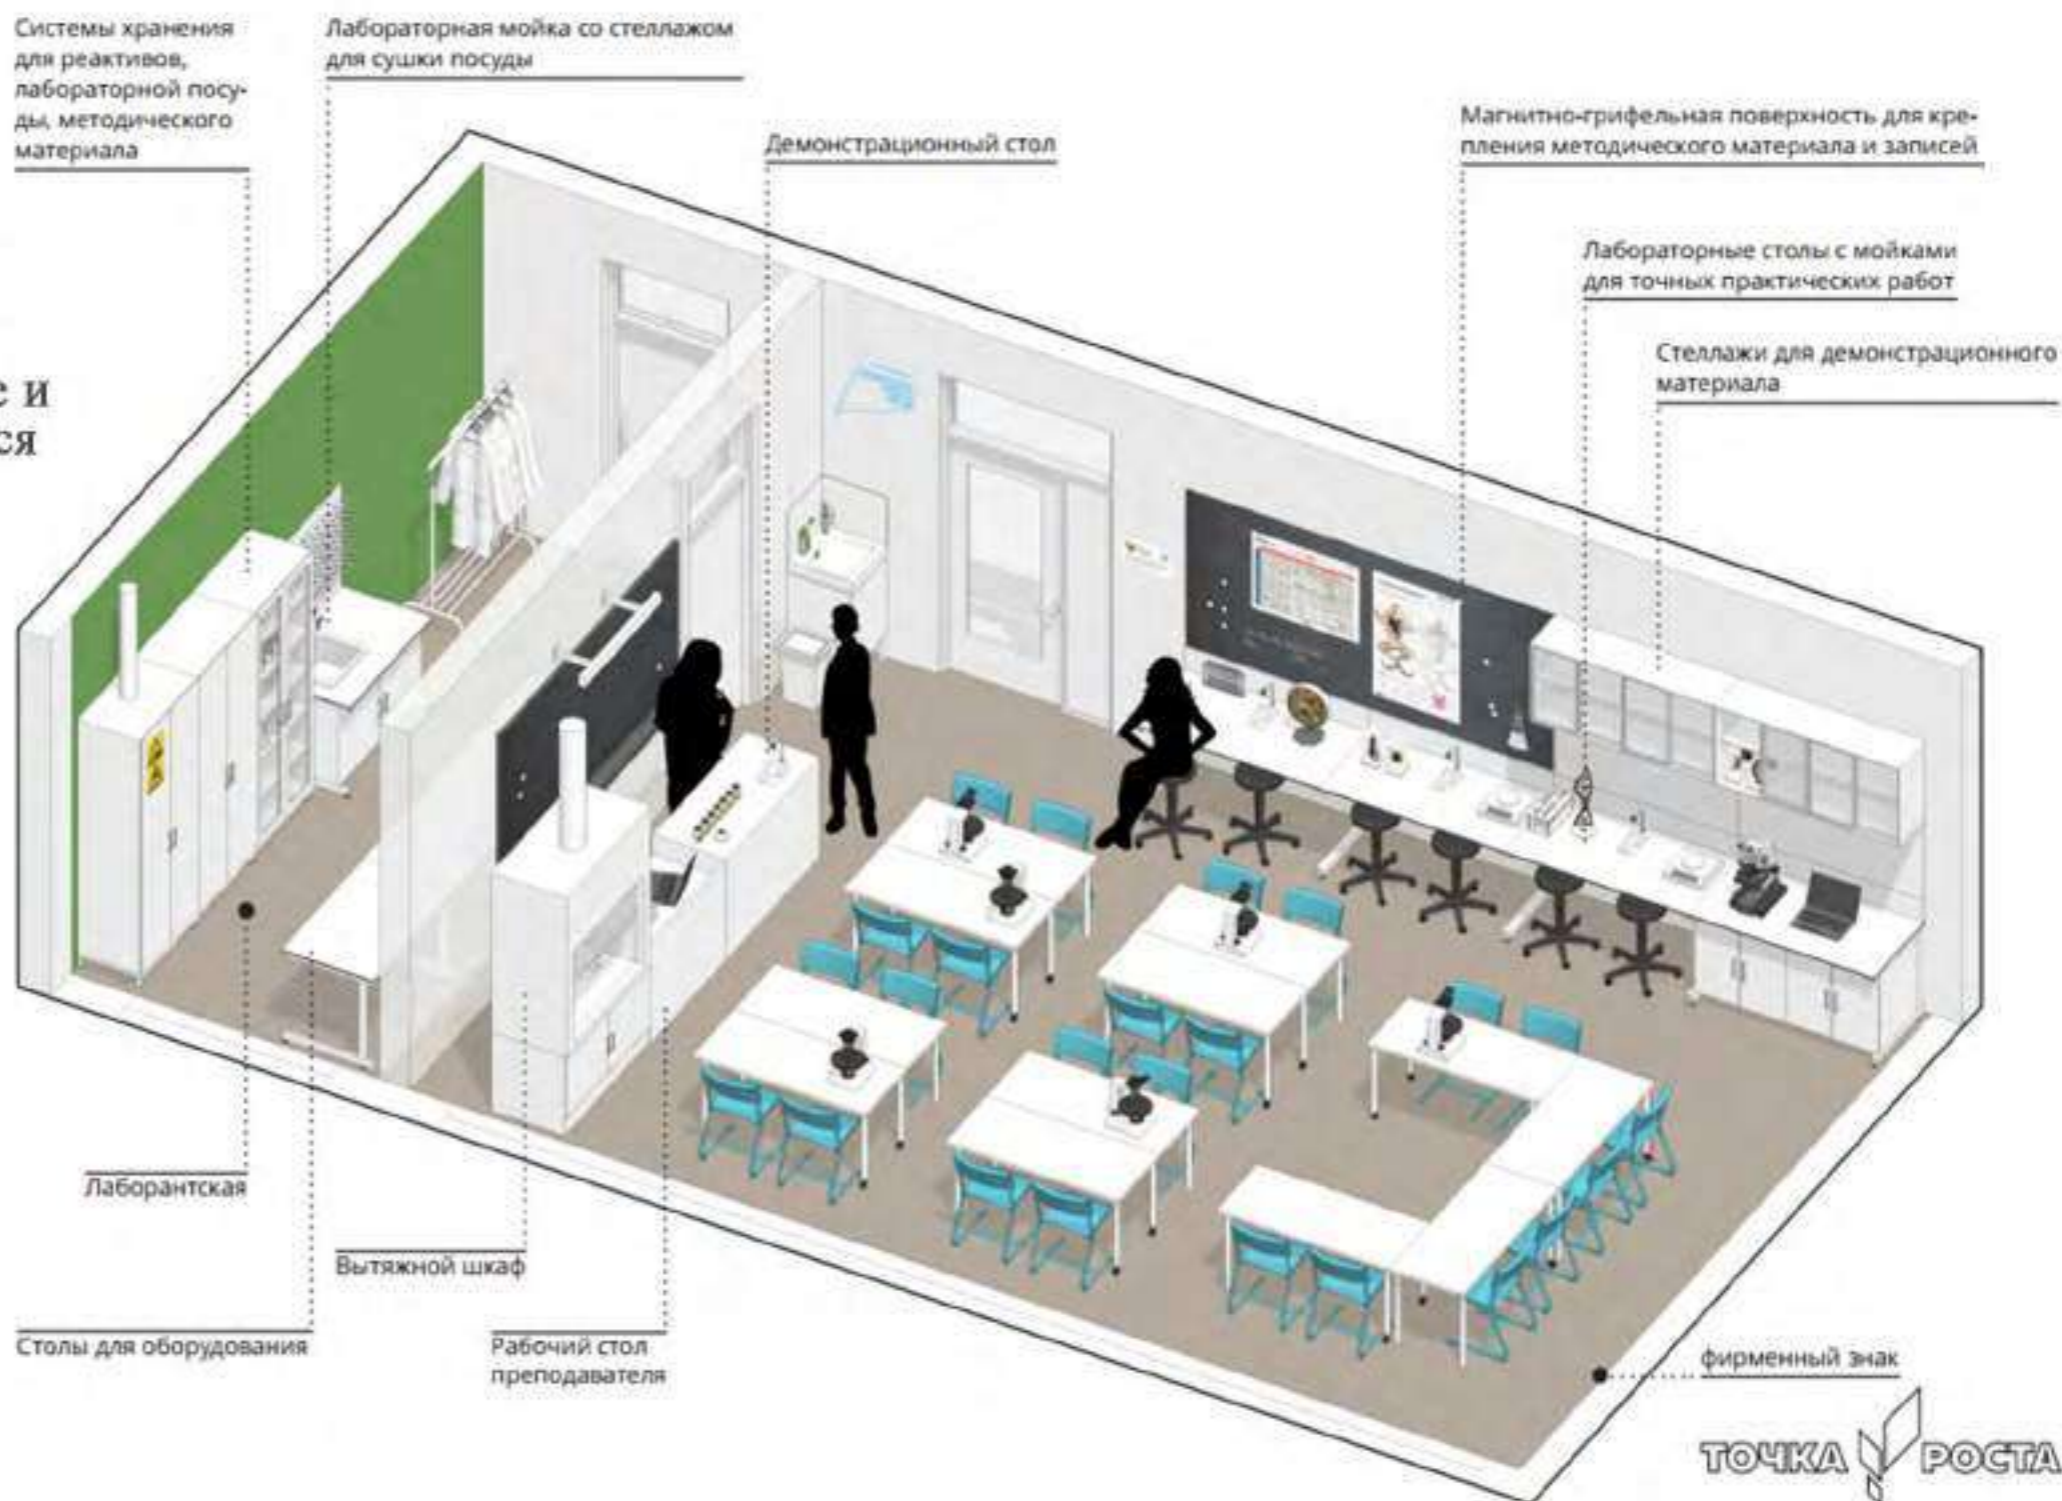 Системы хранения
для реактивов,
лабораторной посу-
ды, методического
материала
Лабораторная мойка со стеллажом
для сушки посуды
Демонстрационный стол
Магнитно-грифельная поверхность для кре-
пления методического материала и записей
Лабораторные столы с мойками
для точных практических работ
Стеллажи для демонстрационного
материала
с и
ся
Лаборантская
Вытяжной шкаф
Столы для оборудования
Рабочий стол
преподавателя
фирменный знак
ТОЧКА РОСТА